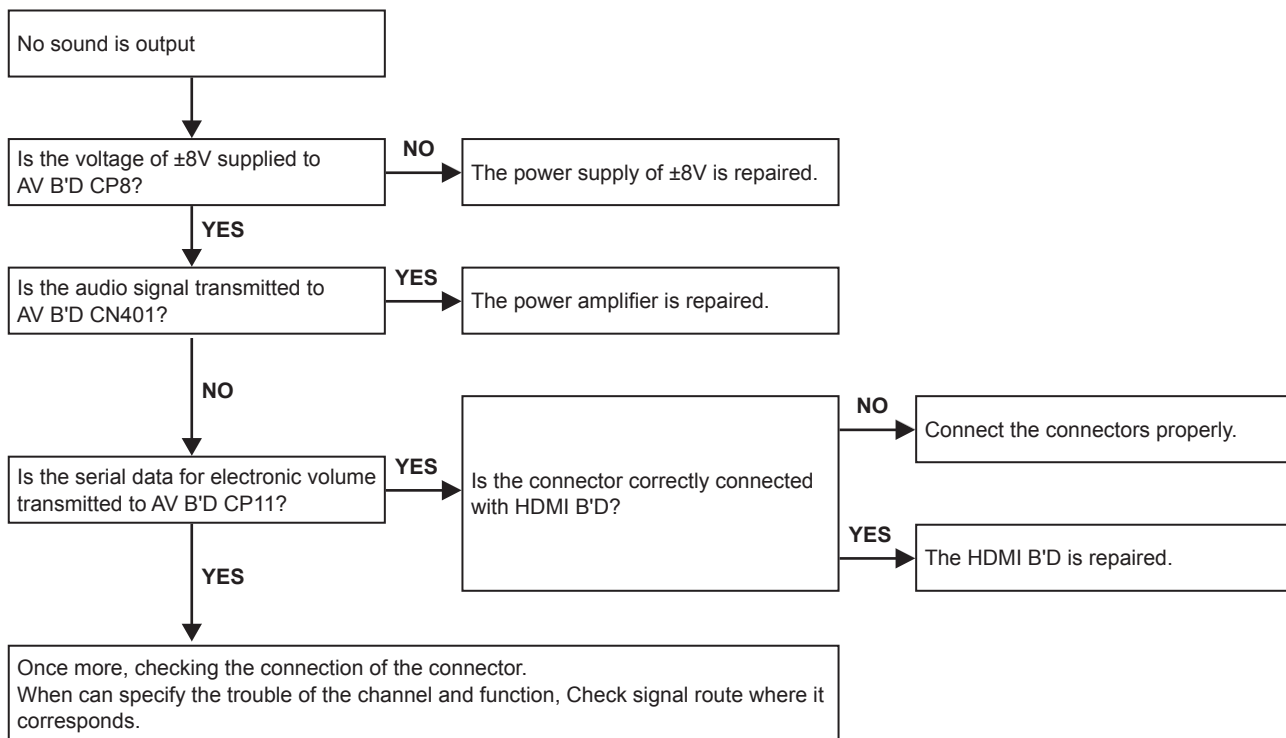 No sound is output
Is the voltage of ±8V supplied to
AV B'D CP8?
NO
The power supply of ±8V is repaired.
YES
Is the audio signal transmitted to
AV B'D CN401?
YES
The power amplifier is repaired.
NO
Is the serial data for electronic volume
transmitted to AV B'D CP11?
YES
Is the connector correctly connected
with HDMI B'D?
NO
Connect the connectors properly.
YES
The HDMI B'D is repaired.
YES
Once more, checking the connection of the connector.
When can specify the trouble of the channel and function, Check signal route where it
corresponds.